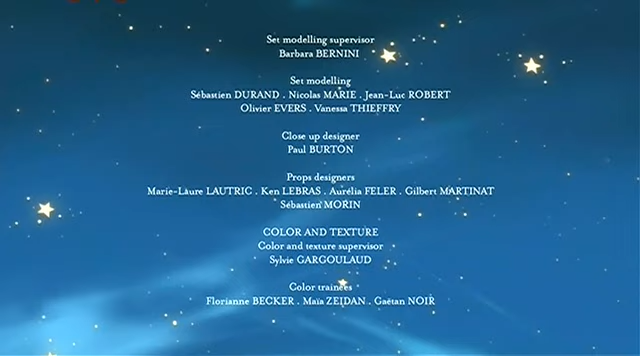 Set modelling supervisor
Barbara BERNINI
Set modelling
Sébastien DURAND . Nicolas MARIE . Jean-Luc ROBERT
Olivier EVERS . Vanessa THIEFFRY
Close up designer
Paul BURTON
Props designers
Marie-Laure LAUTRIC . Ken LEBRAS . Aurélia FELER . Gilbert MARTINAT
Sébastien MORIN
COLOR AND TEXTURE
Color and texture supervisor
Sylvie GARGOULAUD
Color trainees
Florianne BECKER . Maïa ZEIDAN . Gaëtan NOIR